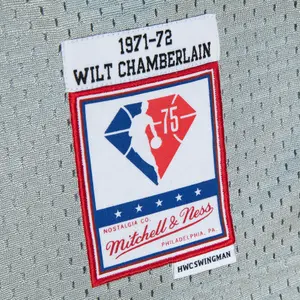 1971-72
WILT CHAMBERLAIN
75
NOSTALGIA CO.
Mitchell & Ness
PHILADELPHIA, PA.
HWCSWINGMAN